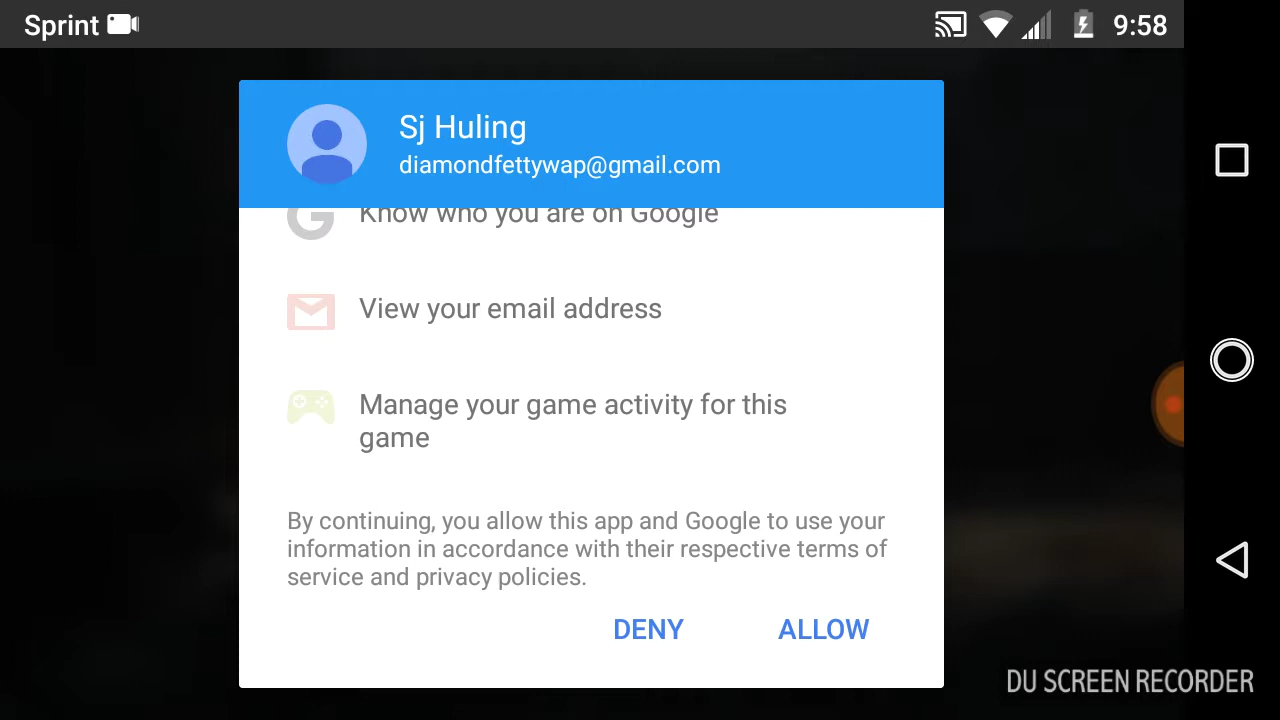 Sprint 9:58
Sj Huling
diamondfettywap@gmail.com
Know who you are on Google
View your email address
Manage your game activity for this
game
By continuing, you allow this app and Google to use your
information in accordance with their respective terms of
service and privacy policies.
DENY ALLOW
DU SCREEN RECORDER